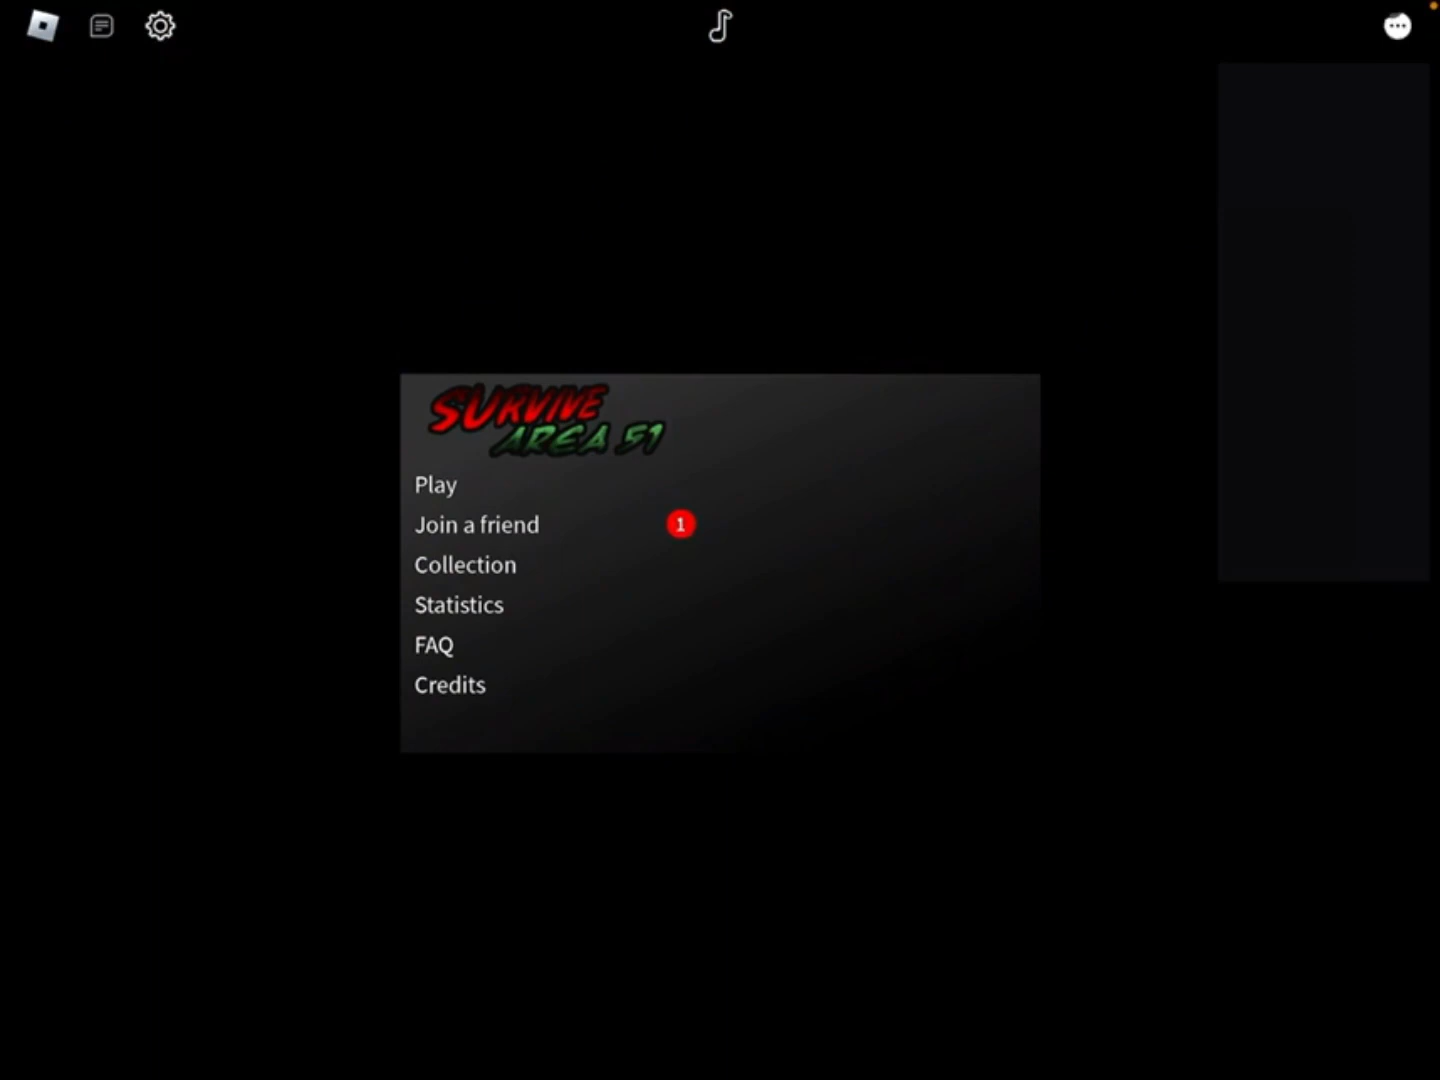 SURVIVE
AREA 51
Play
Join a friend
1
Collection
Statistics
FAQ
Credits